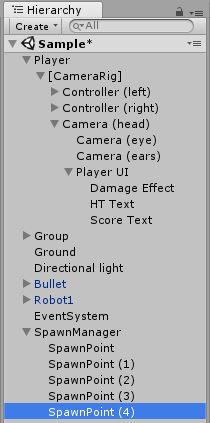 Hierarchy
Create All
Sample*
Player
[CameraRig]
Controller (left)
Controller (right)
Camera (head)
Camera (eye)
Camera (ears)
Player UI
Damage Effect
HT Text
Score Text
Group
Ground
Directional light
Bullet
Robot1
EventSystem
SpawnManager
SpawnPoint
SpawnPoint (1)
SpawnPoint (2)
SpawnPoint (3)
SpawnPoint (4)